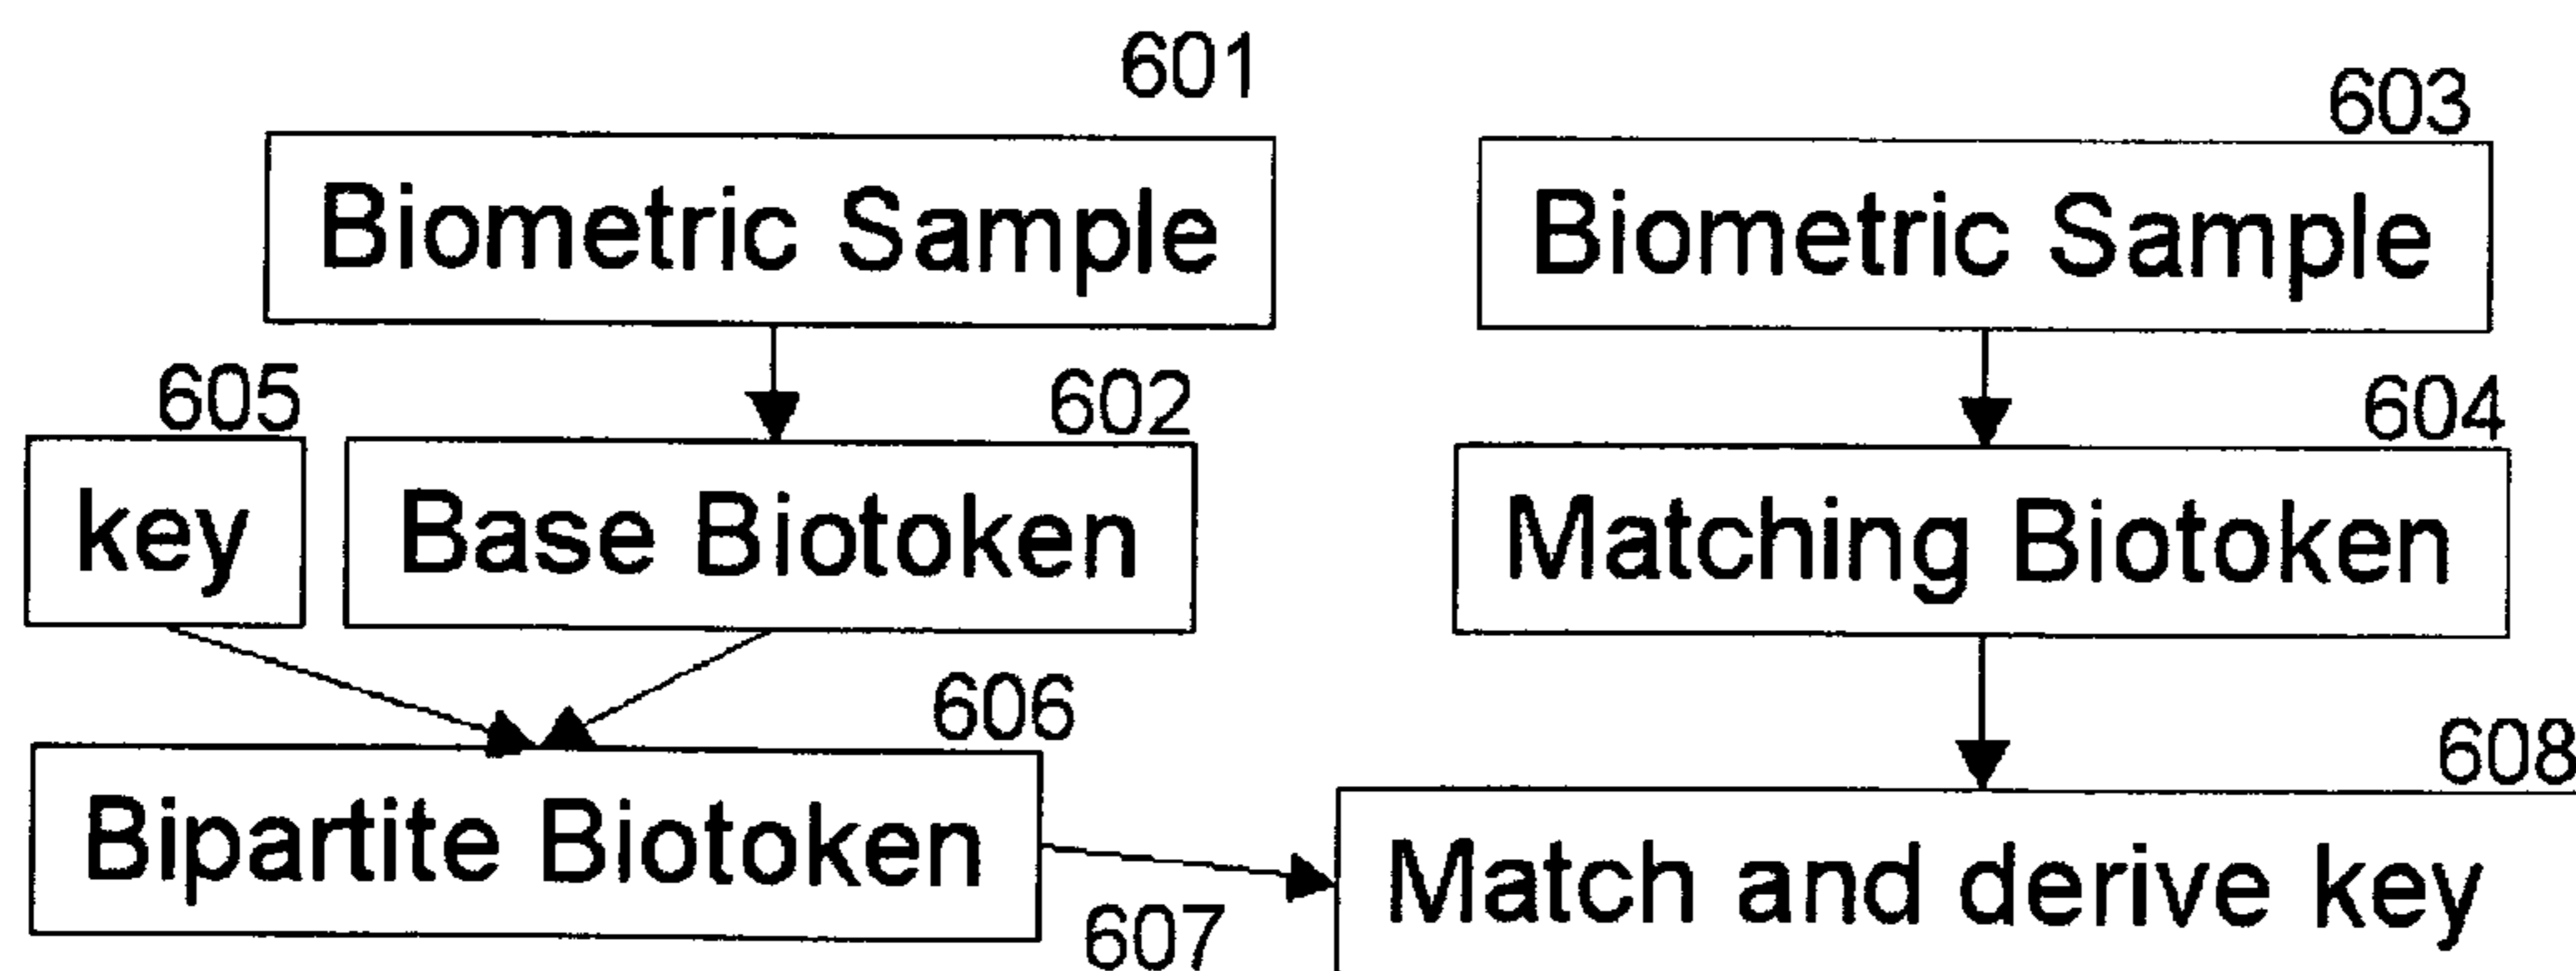 601
603
Biometric Sample
Biometric Sample
605
602
604
key
Base Biotoken
Matching Biotoken
606
608
Bipartite Biotoken
Match and derive key
607